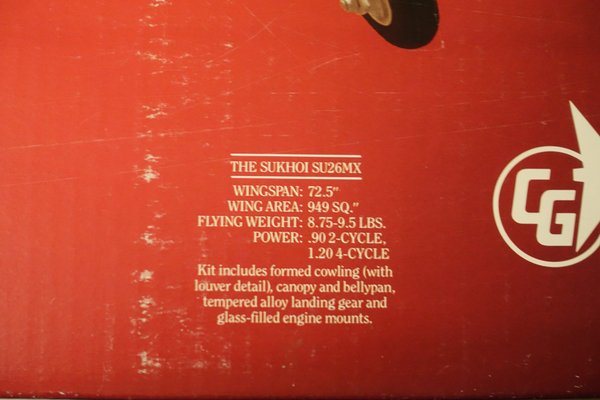 THE SUKHOI SU26MX
WINGSPAN: 72.5"
WING AREA: 949 SQ."
FLYING WEIGHT: 8.75-9.5 LBS.
POWER: .90 2-CYCLE,
1.20 4-CYCLE
Kit includes formed cowling (with
louver detail), canopy and bellypan,
tempered alloy landing gear and
glass-filled engine mounts.
CG